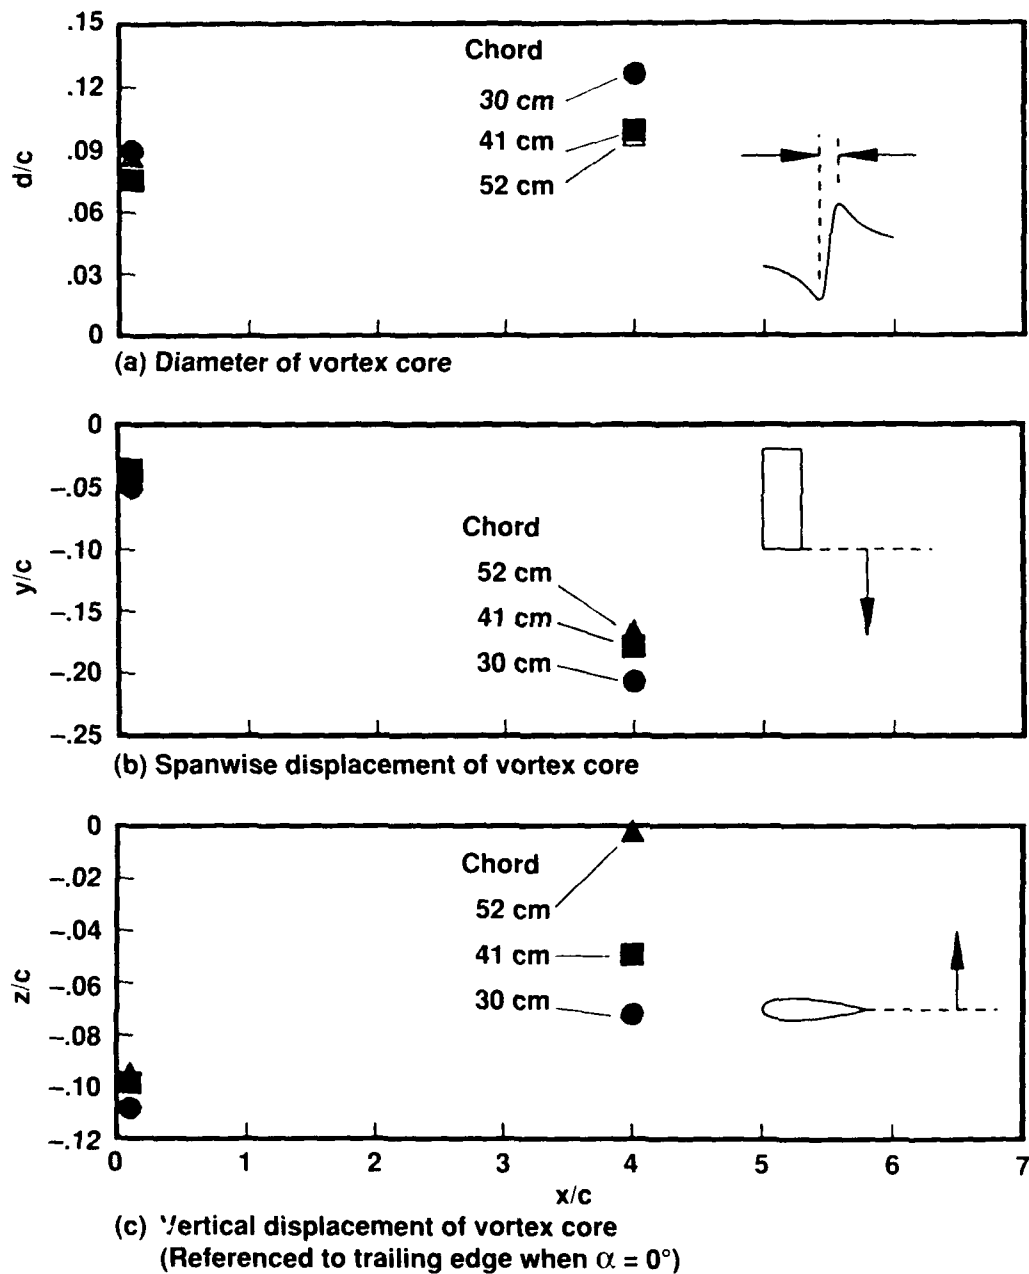 .15
.12
.09
.06
.03
0
d/c
Chord
30 cm
41 cm
52 cm
(a) Diameter of vortex core
0
–.05
–.10
–.15
–.20
–.25
y/c
Chord
52 cm
41 cm
30 cm
(b) Spanwise displacement of vortex core
0
–.02
–.04
–.06
–.08
–.10
–.12
z/c
Chord
52 cm
41 cm
30 cm
0 1 2 3 4 5 6 7
x/c
(c) Vertical displacement of vortex core
(Referenced to trailing edge when α = 0°)